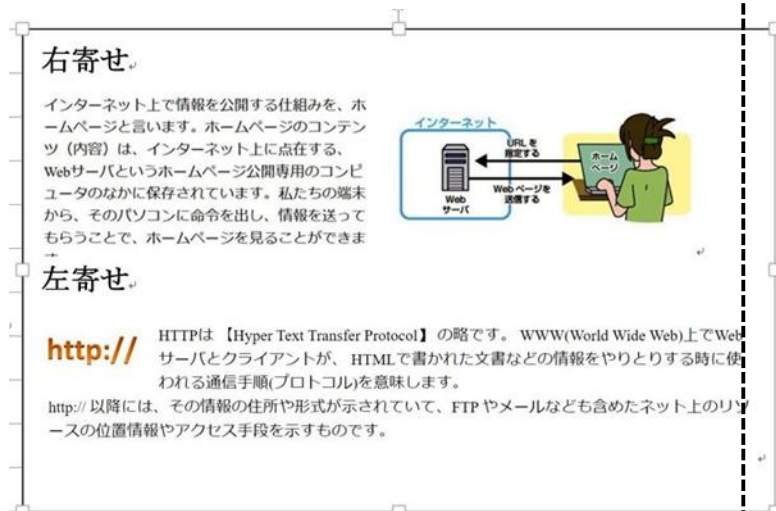 右寄せ
インターネット上で情報を公開する仕組みを、ホ
ームページと言います。ホームページのコンテン
ツ（内容）は、インターネット上に点在する、
Webサーバというホームページ公開専用のコンピ
ュータのなかに保存されています。私たちの端末
から、そのパソコンに命令を出し、情報を送って
もらうことで、ホームページを見ることができま
インターネット
URLを
指定する
Webページを
送信する
Web
サーバ
ホーム
ページ
左寄せ
http://
HTTPは 【Hyper Text Transfer Protocol】 の略です。 WWW(World Wide Web)上でWeb
サーバとクライアントが、 HTMLで書かれた文書などの情報をやりとりする時に使
われる通信手順(プロトコル)を意味します。
http:// 以降には、その情報の住所や形式が示されていて、FTP やメールなども含めたネット上のリソ
ースの位置情報やアクセス手段を示すものです。